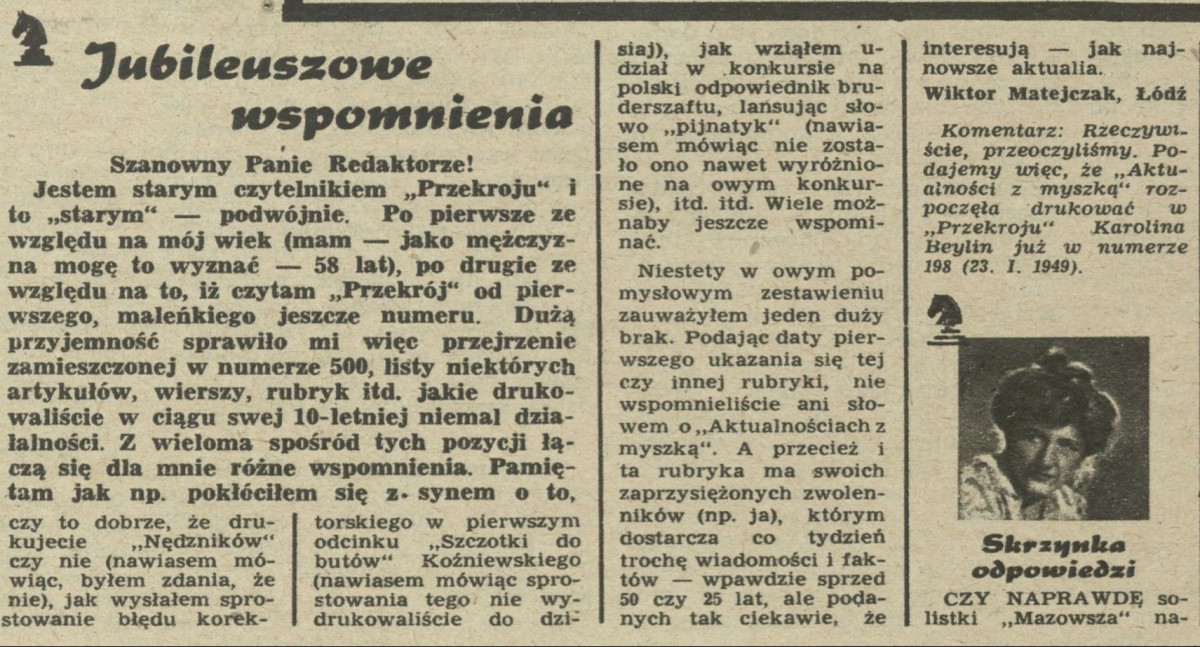 Jubileuszowe
wspomnienia
Szanowny Panie Redaktorze!
Jestem starym czytelnikiem „Przekroju" i
to „starym" — podwójnie. Po pierwsze ze
względu na mój wiek (mam — jako mężczyz-
na mogę to wyznać — 58 lat), po drugie ze
względu na to, iż czytam „Przekrój" od pier-
wszego, maleńkiego jeszcze numeru. Dużą
przyjemność sprawiło mi więc przejrzenie
zamieszczonej w numerze 500, listy niektórych
artykułów, wierszy, rubryk itd. jakie druko-
waliście w ciągu swej 10-letniej niemal dzia-
łalności. Z wieloma spośród tych pozycji łą-
czą się dla mnie różne wspomnienia. Pamię-
tam jak np. pokłóciłem się z synem o to,
czy to dobrze, że dru-
kujecie „Nędzników"
czy nie (nawiasem mó-
wiąc, byłem zdania, że
nie), jak wysłałem spro-
stowanie błędu korek-
torskiego w pierwszym
odcinku „Szczotki do
butów" Koźniewskiego
(nawiasem mówiąc spro-
stowania tego nie wy-
drukowaliście do dzi-
siaj), jak wziąłem u-
dział w konkursie na
polski odpowiednik bru-
derszaftu, lansując sło-
wo „pijnatyk" (nawia-
sem mówiąc nie zosta-
ło ono nawet wyróżnio-
ne na owym konkur-
sie), itd. itd. Wiele moż-
naby jeszcze wspomi-
nać.
Niestety w owym po-
mysłowym zestawieniu
zauważyłem jeden duży
brak. Podając daty pier-
wszego ukazania się tej
czy innej rubryki, nie
wspomnieliście ani sło-
wem o „Aktualnościach z
myszką". A przecież i
ta rubryka ma swoich
zaprzysiężonych zwolen-
ników (np. ja), którym
dostarcza co tydzień
trochę wiadomości i fak-
tów — wpawdzie sprzed
50 czy 25 lat, ale poda-
nych tak ciekawie, że
interesują — jak naj-
nowsze aktualia.
Wiktor Matejczak, Łódź
Komentarz: Rzeczywi-
ście, przeoczyliśmy. Po-
dajemy więc, że „Aktu-
alności z myszką" roz-
poczęła drukować w
„Przekroju" Karolina
Beylin już w numerze
198 (23. I. 1949).
Skrzynka
odpowiedzi
CZY NAPRAWDĘ so-
listki „Mazowsza" na-